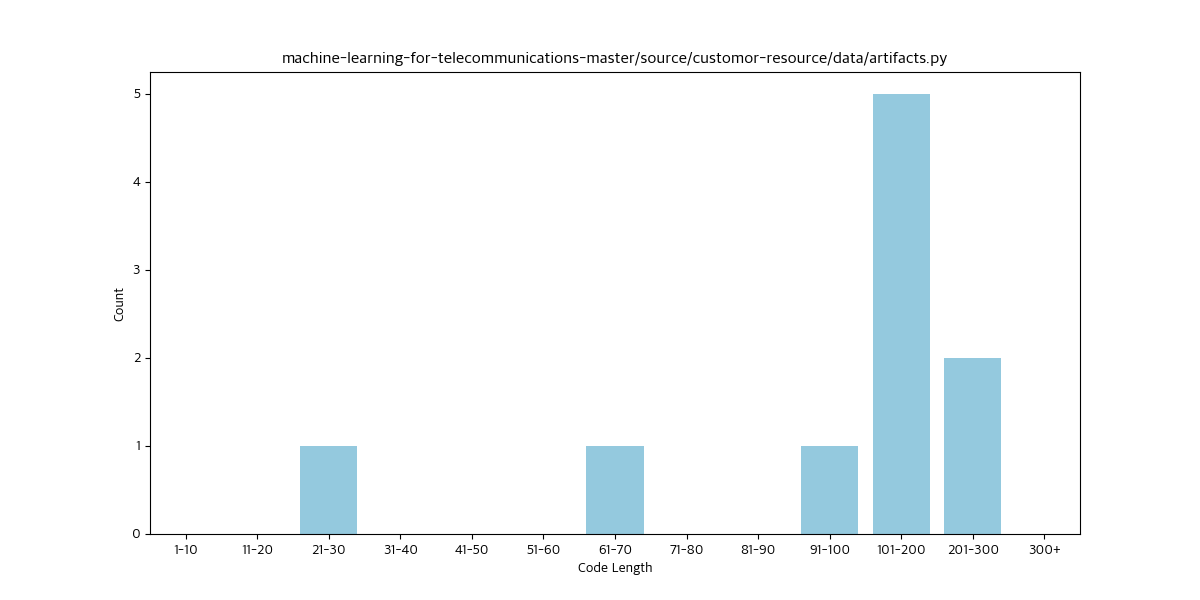 machine-learning-for-telecommunications-master/source/customor-resource/data/artifacts.py
5
4
3
2
1
0
Count
1-10 11-20 21-30 31-40 41-50 51-60 61-70 71-80 81-90 91-100 101-200 201-300 300+
Code Length